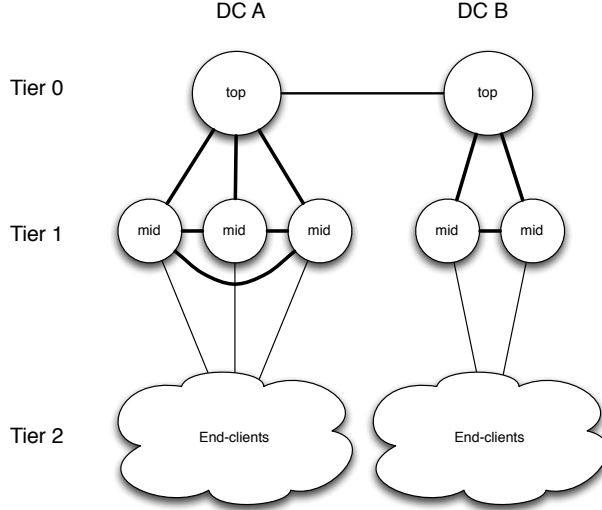 DC A DC B
Tier 0 top top
Tier 1 mid mid mid mid mid
Tier 2 End-clients End-clients